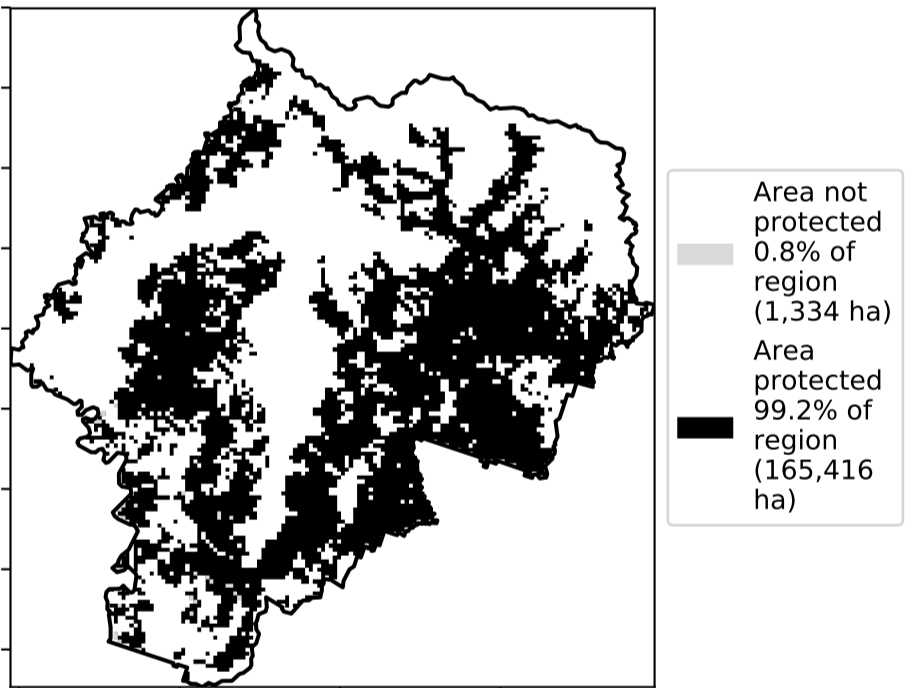 Area not
protected
0.8% of
region
(1,334 ha)
Area
protected
99.2% of
region
(165,416
ha)